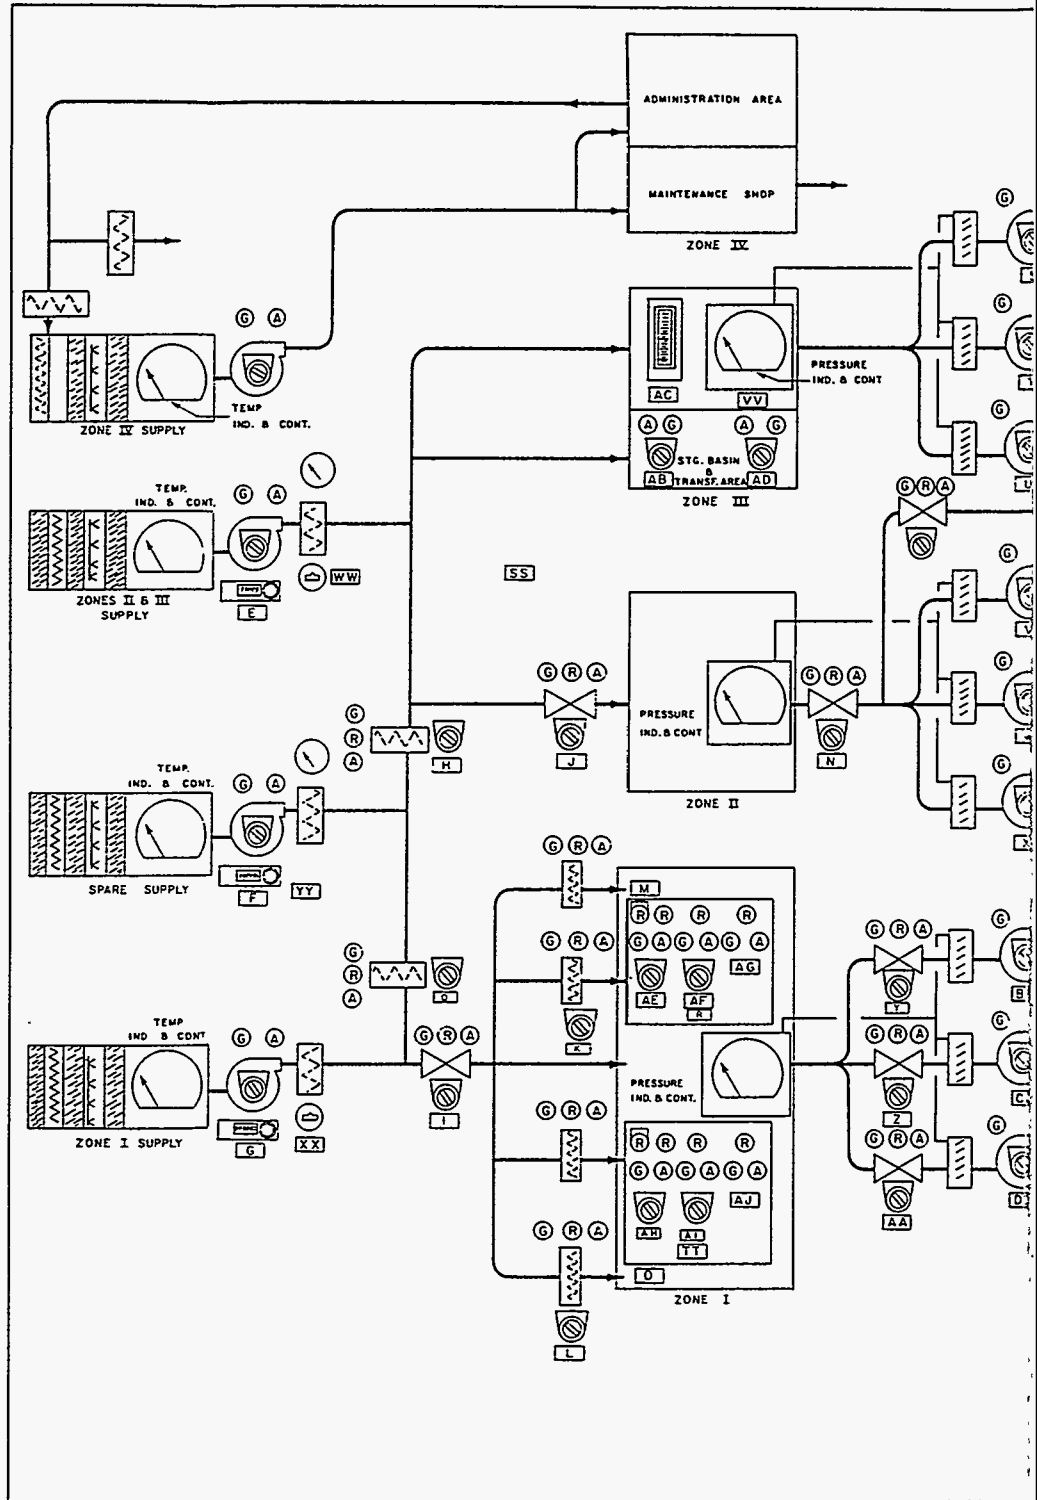 ADMINISTRATION AREA
MAINTENANCE SHOP
ZONE IV
G
G A
TEMP
IND. & CONT.
ZONE IV SUPPLY
G
AC
VV
PRESSURE
IND. & CONT
A G
A G
STG. BASIN
&
TRANSF. AREA
AB
AD
ZONE III
G
TEMP.
IND. & CONT.
G A
WW
E
ZONES II & III
SUPPLY
SS
G R A
G
G R A
G R A
PRESSURE
IND. & CONT
J
N
ZONE II
G
G
G
R
A
H
TEMP.
IND. & CONT.
G A
SPARE SUPPLY
F
YY
G R A
M
R R R R
G R A
G A G A G A
AE
AF
R
AG
K
G
R
A
Q
G R A
G
Y
B
TEMP
IND & CONT
G A
G R A
I
ZONE I SUPPLY
G
XX
PRESSURE
IND. & CONT.
G R A
G
Z
C
G R A
R R R R
G A G A G A
AH
AI
AJ
TT
G R A
G
AA
D
G R A
O
L
ZONE I